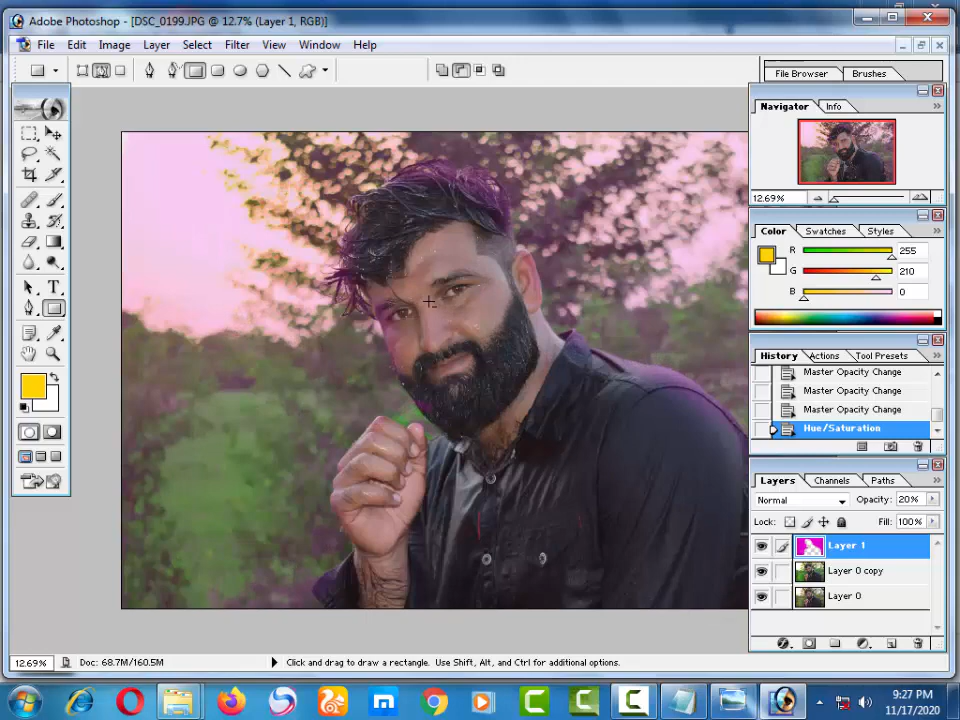 Adobe Photoshop - [DSC_0199.JPG @ 12.7% (Layer 1, RGB)]
File Edit Image Layer Select Filter View Window Help
File Browser Brushes
Navigator Info
12.69%
Color Swatches Styles
R 255
G 210
B 0
History Actions Tool Presets
Master Opacity Change
Master Opacity Change
Master Opacity Change
Hue/Saturation
Layers Channels Paths
Normal Opacity: 20%
Lock: Fill: 100%
Layer 1
Layer 0 copy
Layer 0
12.69% Doc: 68.7M/160.5M Click and drag to draw a rectangle. Use Shift, Alt, and Ctrl for additional options.
9:27 PM
11/17/2020